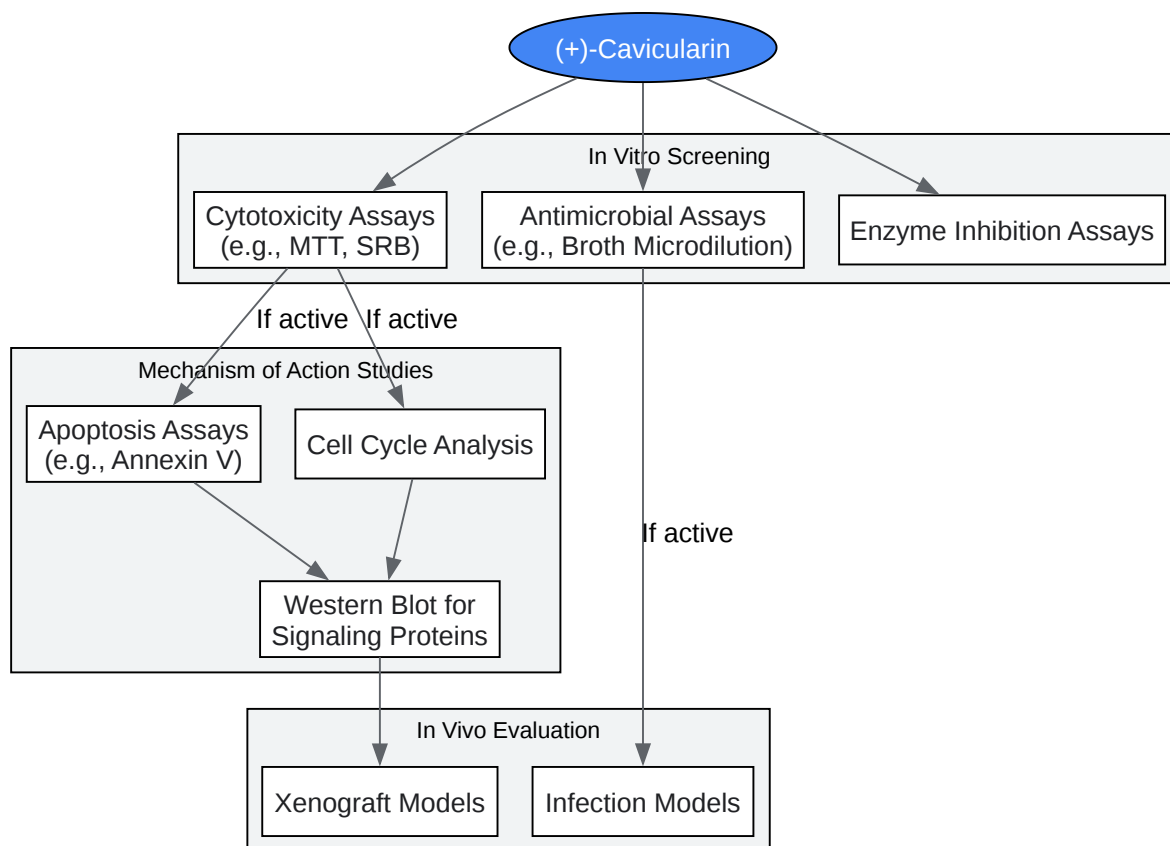 (+)-Cavicularin
In Vitro Screening
Cytotoxicity Assays
(e.g., MTT, SRB)
Antimicrobial Assays
(e.g., Broth Microdilution)
Enzyme Inhibition Assays
If active
If active
Mechanism of Action Studies
Apoptosis Assays
(e.g., Annexin V)
Cell Cycle Analysis
If active
Western Blot for
Signaling Proteins
In Vivo Evaluation
Xenograft Models
Infection Models